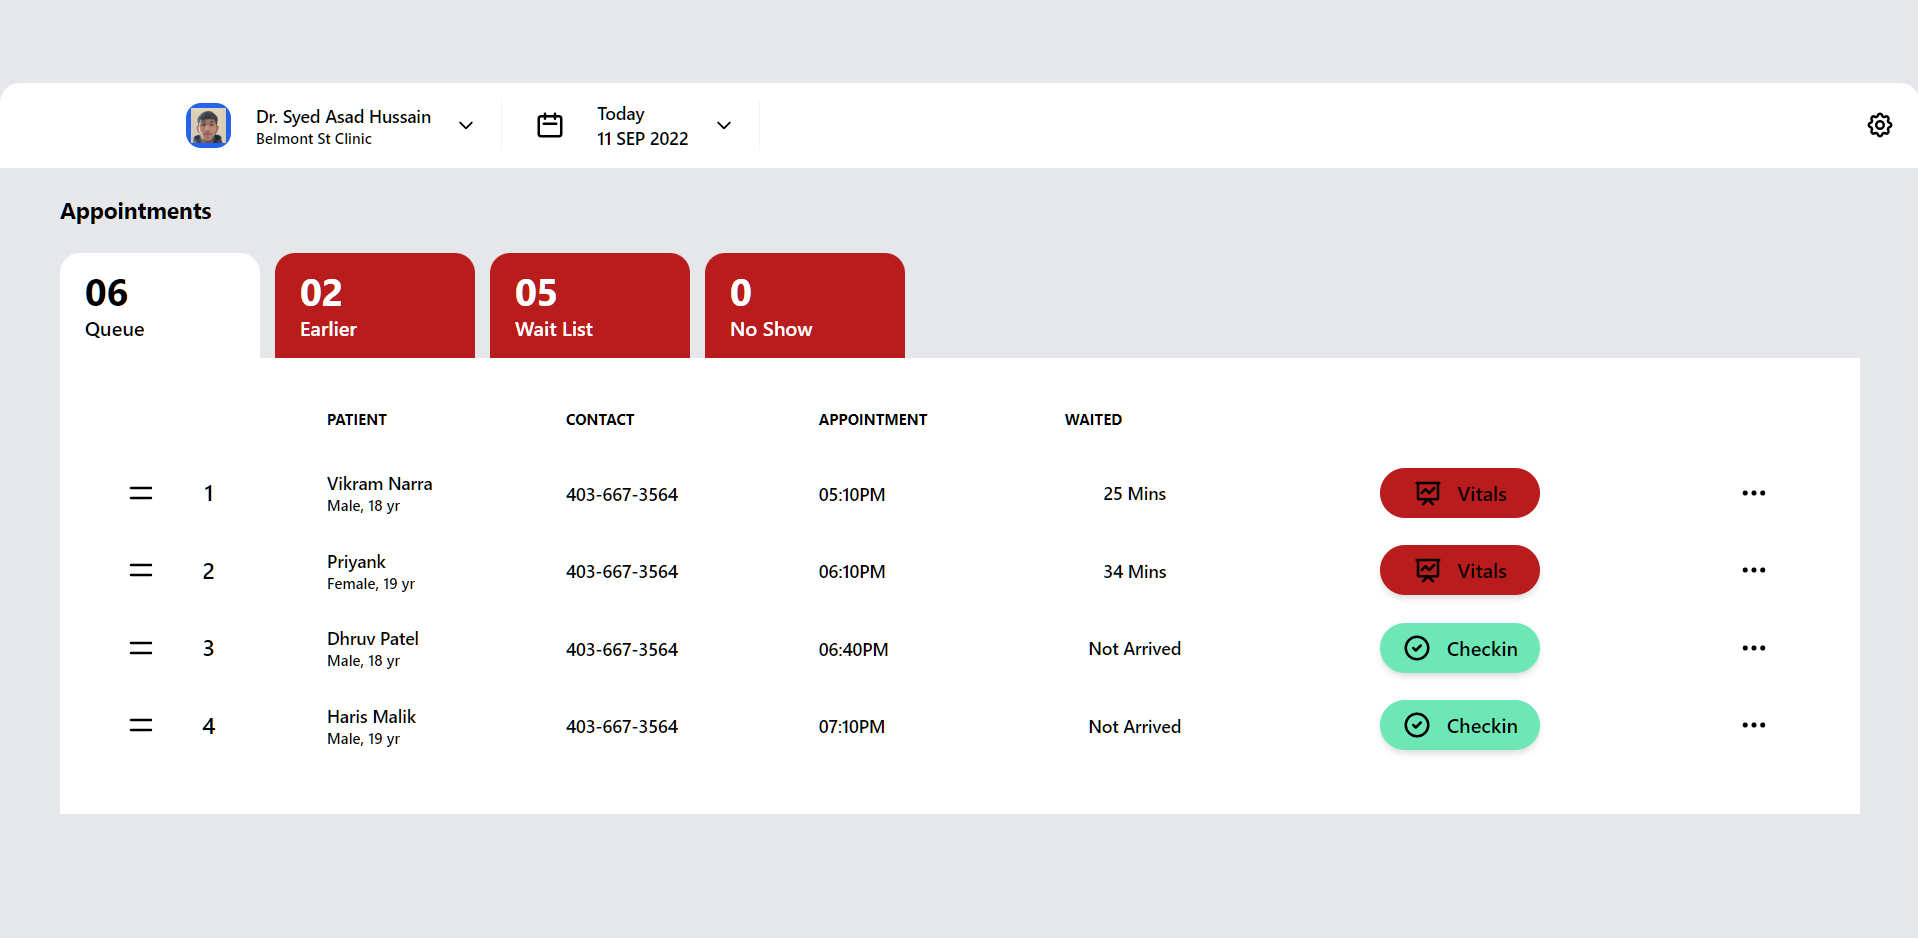 Dr. Syed Asad Hussain
Belmont St Clinic
Today
11 SEP 2022
Appointments
06
Queue
02
Earlier
05
Wait List
0
No Show
PATIENT CONTACT APPOINTMENT WAITED
1 Vikram Narra 403-667-3564 05:10PM 25 Mins Vitals
Male, 18 yr
2 Priyank 403-667-3564 06:10PM 34 Mins Vitals
Female, 19 yr
3 Dhruv Patel 403-667-3564 06:40PM Not Arrived Checkin
Male, 18 yr
4 Haris Malik 403-667-3564 07:10PM Not Arrived Checkin
Male, 19 yr